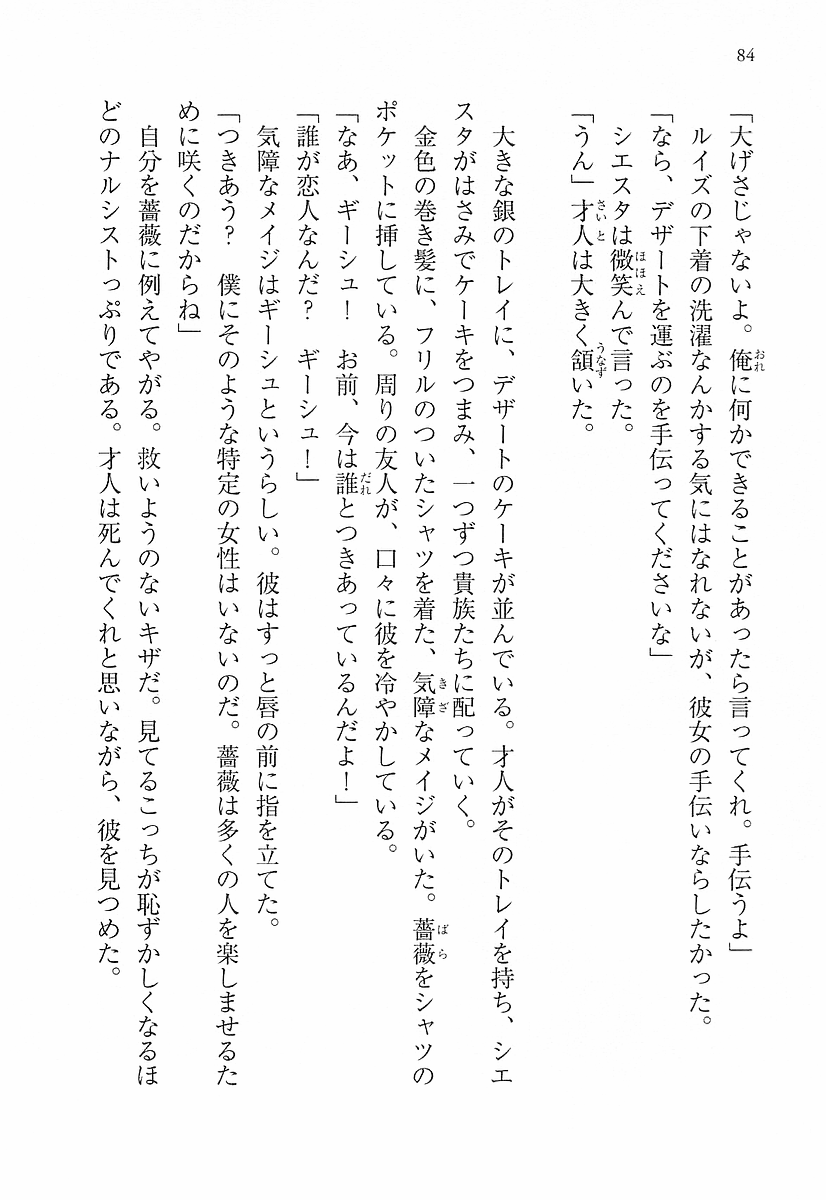 84
「大げさじゃないよ。俺に何かできることがあったら言ってくれ。手伝うよ」
ルイズの下着の洗濯なんかする気にはなれないが、彼女の手伝いならしたかった。
「なら、デザートを運ぶのを手伝ってくださいな」
シエスタは微笑んで言った。
「うん」才人は大きく頷いた。
大きな銀のトレイに、デザートのケーキが並んでいる。才人がそのトレイを持ち、シエ
スタがはさみでケーキをつまみ、一つずつ貴族たちに配っていく。
金色の巻き髪に、フリルのついたシャツを着た、気障なメイジがいた。薔薇をシャツの
ポケットに挿している。周りの友人が、口々に彼を冷やかしている。
「なあ、ギーシュ！　お前、今は誰とつきあっているんだよ！」
「誰が恋人なんだ？　ギーシュ！」
気障なメイジはギーシュというらしい。彼はすっと唇の前に指を立てた。
「つきあう？　僕にそのような特定の女性はいないのだ。薔薇は多くの人を楽しませるた
めに咲くのだからね」
自分を薔薇に例えてやがる。救いようのないキザだ。見てるこっちが恥ずかしくなるほ
どのナルシストっぷりである。才人は死んでくれと思いながら、彼を見つめた。